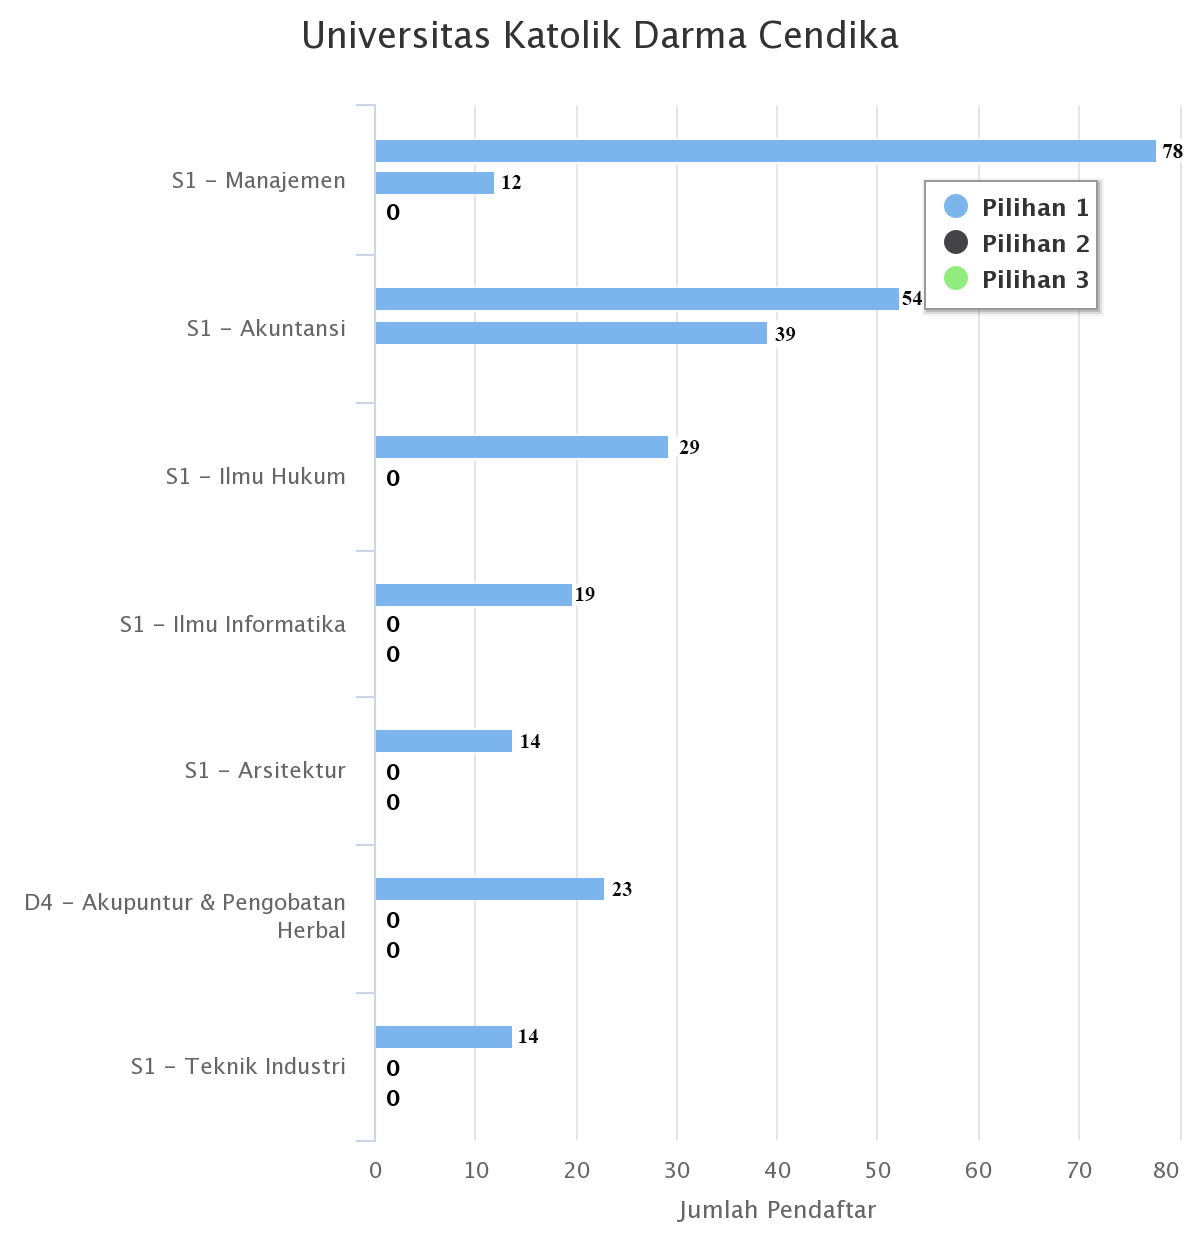 Universitas Katolik Darma Cendika
S1 – Manajemen
78
12
0
Pilihan 1
Pilihan 2
Pilihan 3
S1 – Akuntansi
54
39
S1 – Ilmu Hukum
29
0
S1 – Ilmu Informatika
19
0
0
S1 – Arsitektur
14
0
0
D4 – Akupuntur & Pengobatan
Herbal
23
0
0
S1 – Teknik Industri
14
0
0
0 10 20 30 40 50 60 70 80
Jumlah Pendaftar